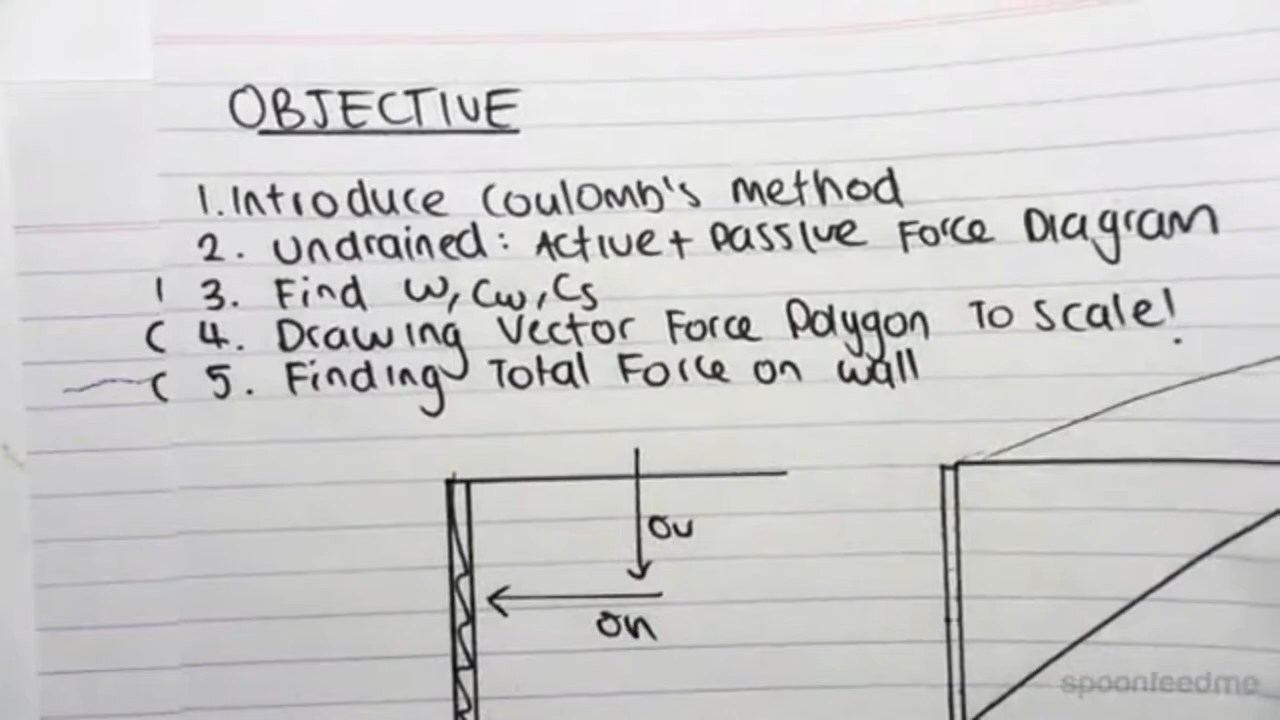 OBJECTIVE
1. Introduce Coulomb's method
2. Undrained: Active + Passive Force Diagram
3. Find W, Cw, Cs
4. Drawing Vector Force Polygon To Scale!
5. Finding Total Force on wall
σv
σh
spoonfeedme